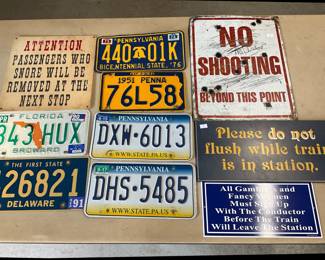 ATTENTION
PASSENGERS WHO
SNORE WILL BE
REMOVED AT
THE NEXT STOP
PENNSYLVANIA
440 01K
BICENTENNIAL STATE '76
1951 PENNA
76L58
NO
SHOOTING
BEYOND THIS POINT
FLORIDA
343 HUX
BROWARD
PENNSYLVANIA
DXW-6013
WWW.STATE.PA.US
Please do not
flush while train
is in station.
THE FIRST STATE
26821
DELAWARE
91
PENNSYLVANIA
DHS-5485
WWW.STATE.PA.US
All Gamblers and
Fancy Women
Must Sign Up
With The Conductor
Before The Train
Will Leave The Station